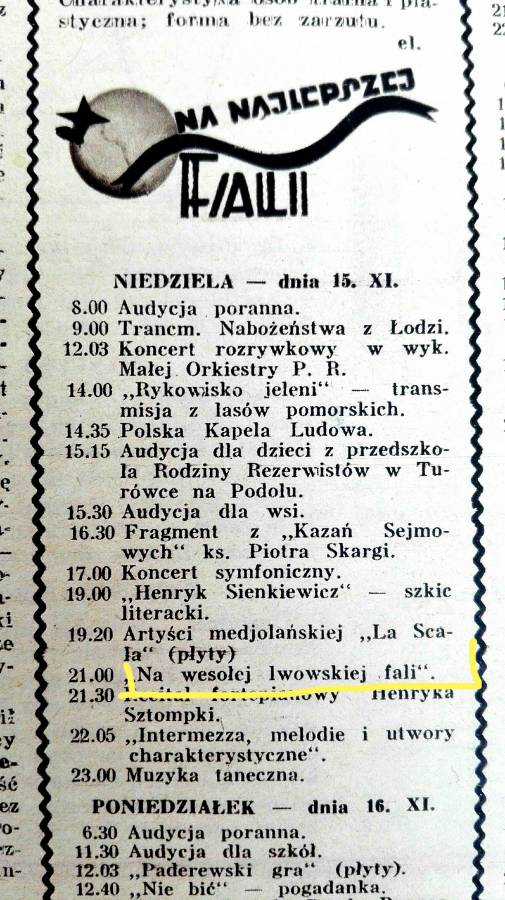 styczna; forma bez zarzutu.
el.
NA NAJLEPSZEJ
FALI
NIEDZIELA — dnia 15. XI.
8.00 Audycja poranna.
9.00 Trancm. Nabożeństwa z Łodzi.
12.03 Koncert rozrywkowy w wyk.
Małej Orkiestry P. R.
14.00 „Rykowisko jeleni“ — trans-
misja z lasów pomorskich.
14.35 Polska Kapela Ludowa.
15.15 Audycja dla dzieci z przedszko-
la Rodziny Rezerwistów w Tu-
rówce na Podolu.
15.30 Audycja dla wsi.
16.30 Fragment z „Kazań Sejmo-
wych“ ks. Piotra Skargi.
17.00 Koncert symfoniczny.
19.00 „Henryk Sienkiewicz“ — szkic
literacki.
19.20 Artyści medjolańskiej „La Sca-
la“ (płyty)
21.00 „Na wesołej lwowskiej fali“.
21.30 Recital fortepianowy Henryka
Sztompki.
22.05 „Intermezza, melodie i utwory
charakterystyczne“.
23.00 Muzyka taneczna.
PONIEDZIAŁEK — dnia 16. XI.
6.30 Audycja poranna.
11.30 Audycja dla szkół.
12.03 „Paderewski gra“ (płyty).
12.40 „Nie bić“ — pogadanka.